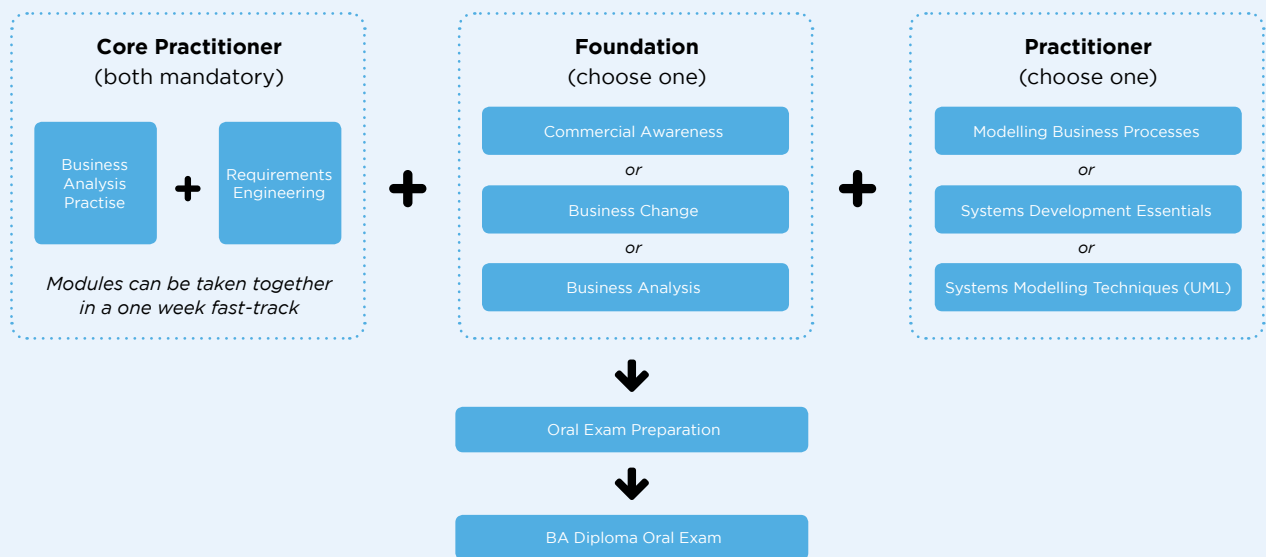 Core Practitioner
(both mandatory)
Business
Analysis
Practise
Requirements
Engineering
Modules can be taken together
in a one week fast-track
Foundation
(choose one)
Commercial Awareness
or
Business Change
or
Business Analysis
Practitioner
(choose one)
Modelling Business Processes
or
Systems Development Essentials
or
Systems Modelling Techniques (UML)
Oral Exam Preparation
BA Diploma Oral Exam